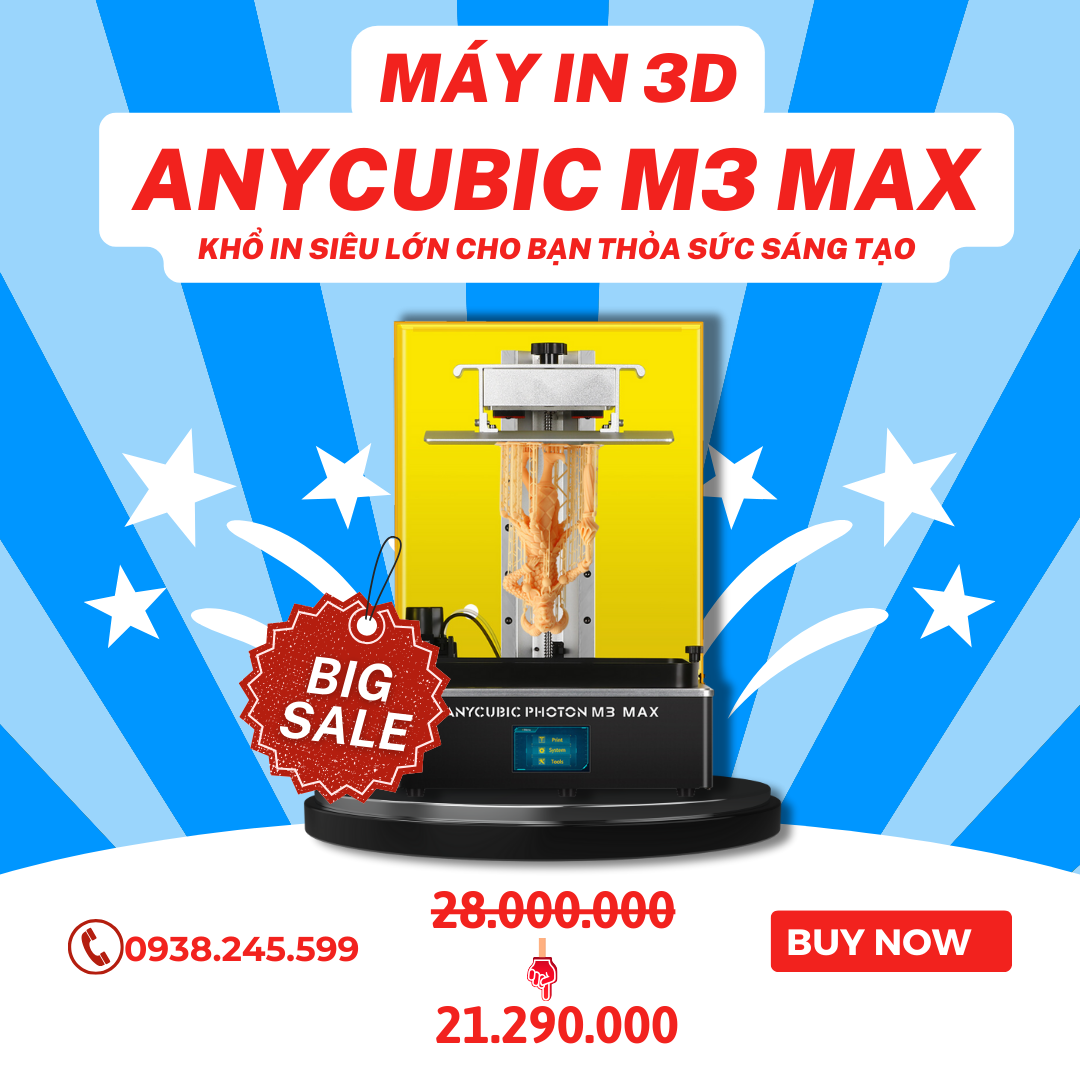 MÁY IN 3D
ANYCUBIC M3 MAX
KHỔ IN SIÊU LỚN CHO BẠN THỎA SỨC SÁNG TẠO
BIG
SALE
ANYCUBIC PHOTON M3 MAX
Print
System
Tools
28.000.000
0938.245.599
BUY NOW
21.290.000